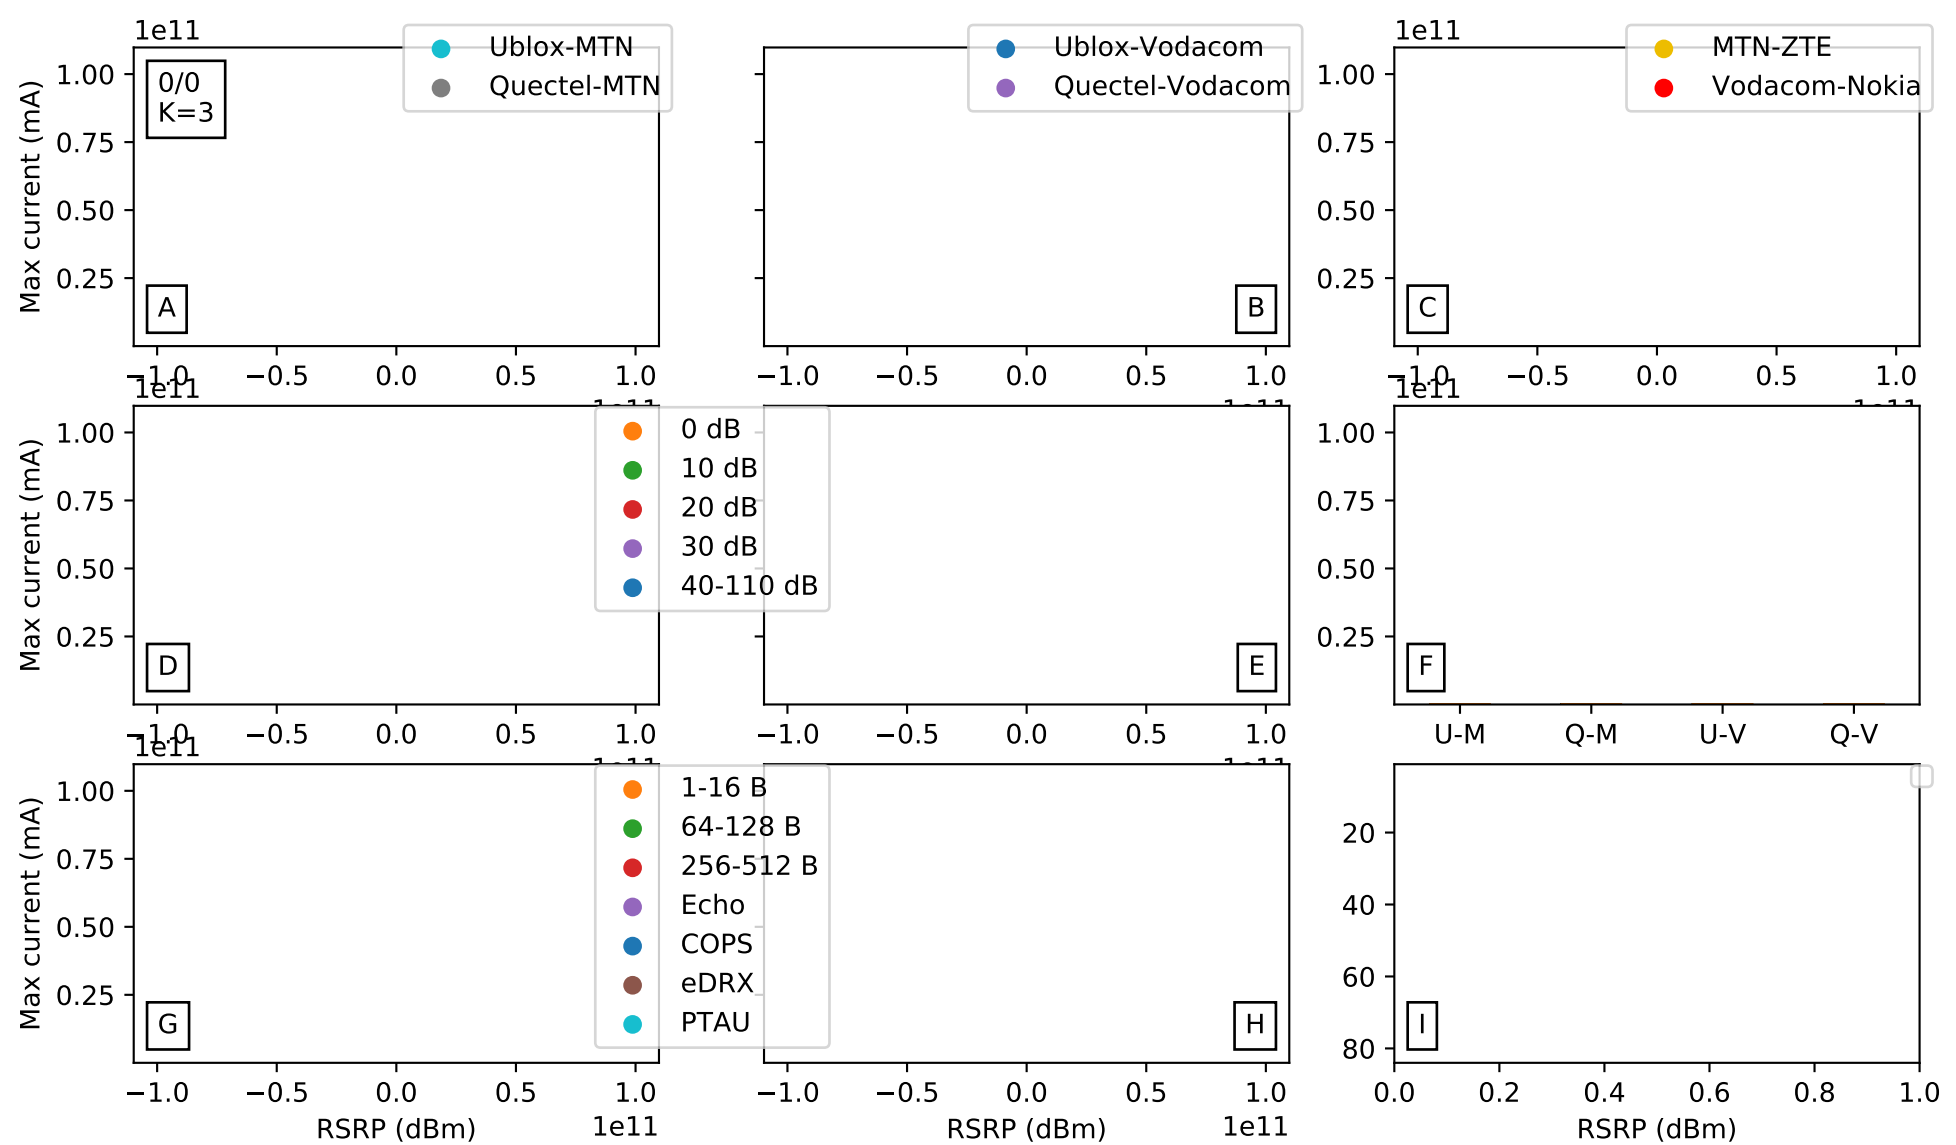 1e11
Ublox-MTN
Quectel-MTN
0/0
K=3
Max current (mA)
1.00
0.75
0.50
0.25
A
−1.0 −0.5 0.0 0.5 1.0
1e11
Ublox-Vodacom
Quectel-Vodacom
B
−1.0 −0.5 0.0 0.5 1.0
1e11
1e11
MTN-ZTE
Vodacom-Nokia
1.00
0.75
0.50
0.25
C
−1.0 −0.5 0.0 0.5 1.0
1e11
1e11
Max current (mA)
1.00
0.75
0.50
0.25
D
−1.0 −0.5 0.0 0.5 1.0
1e11
0 dB
10 dB
20 dB
30 dB
40-110 dB
E
−1.0 −0.5 0.0 0.5 1.0
1e11
1e11
1.00
0.75
0.50
0.25
F
U-M Q-M U-V Q-V
1e11
Max current (mA)
1.00
0.75
0.50
0.25
G
−1.0 −0.5 0.0 0.5 1.0
RSRP (dBm)
1e11
1-16 B
64-128 B
256-512 B
Echo
COPS
eDRX
PTAU
H
−1.0 −0.5 0.0 0.5 1.0
RSRP (dBm)
1e11
20
40
60
80
I
0.0 0.2 0.4 0.6 0.8 1.0
RSRP (dBm)